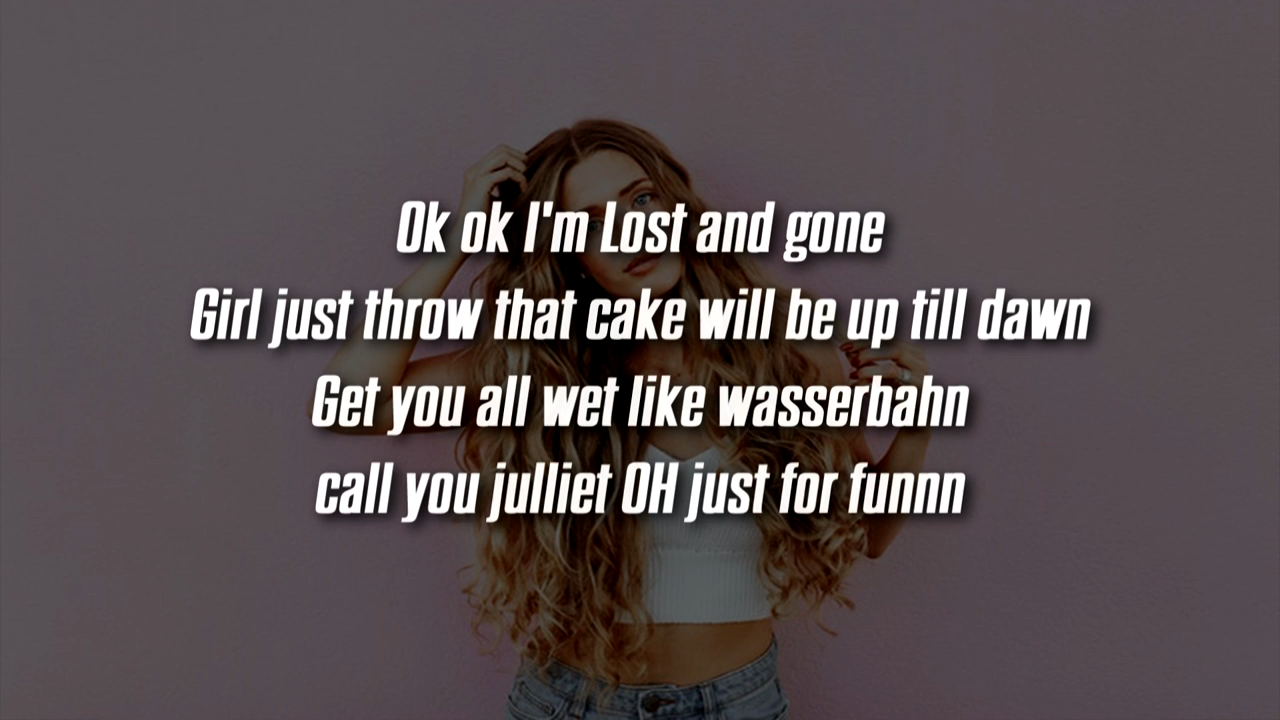 Ok ok I'm Lost and gone
Girl just throw that cake will be up till dawn
Get you all wet like wasserbahn
call you julliet OH just for funnn